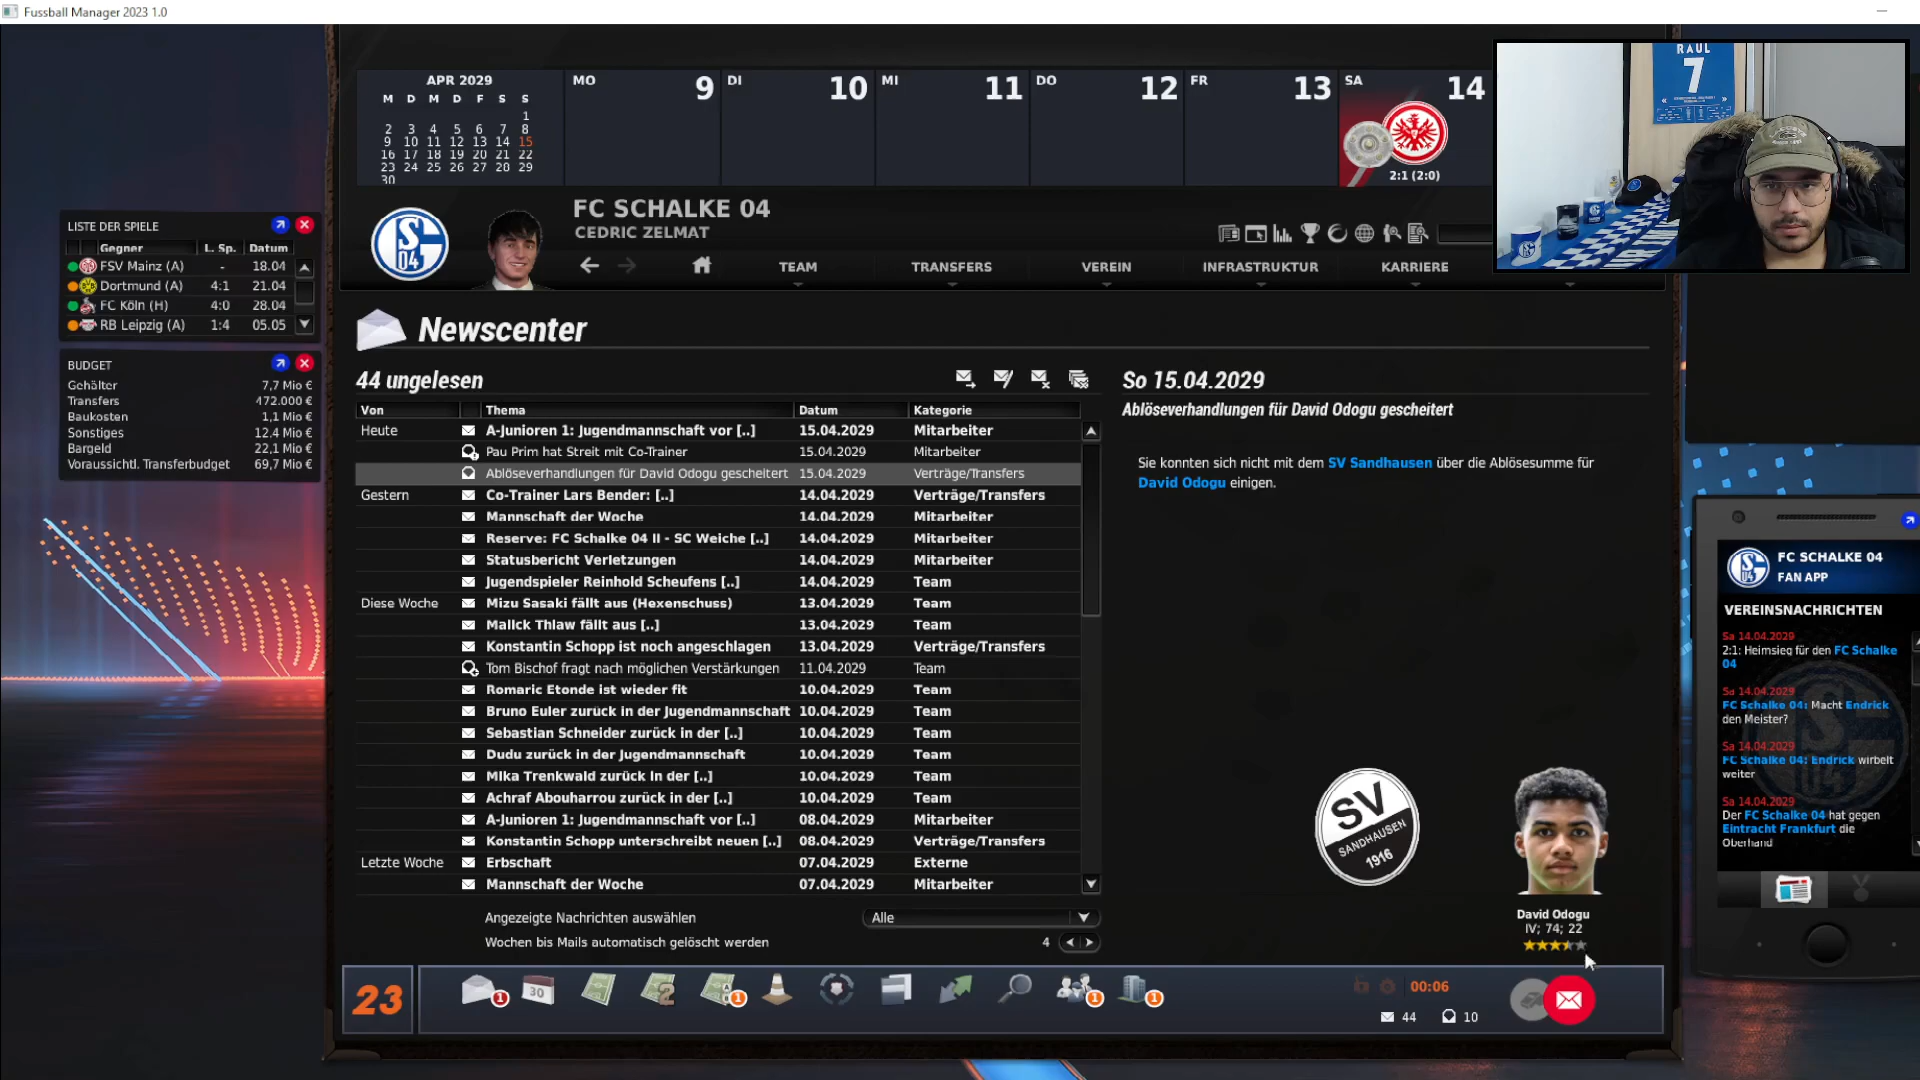 Fussball Manager 2023 1.0
APR 2029
M D M D F S S
1
2 3 4 5 6 7 8
9 10 11 12 13 14 15
16 17 18 19 20 21 22
23 24 25 26 27 28 29
30
MO 9
DI 10
MI 11
DO 12
FR 13
SA 14
2:1 (2:0)
RAUL
7
FC SCHALKE 04
CEDRIC ZELMAT
TEAM TRANSFERS VEREIN INFRASTRUKTUR KARRIERE
LISTE DER SPIELE
Gegner L. Sp. Datum
FSV Mainz (A) - 18.04
Dortmund (A) 4:1 21.04
FC Köln (H) 4:0 28.04
RB Leipzig (A) 1:4 05.05
BUDGET
Gehälter 7,7 Mio €
Transfers 472.000 €
Baukosten 1,1 Mio €
Sonstiges 12,4 Mio €
Bargeld 22,1 Mio €
Voraussichtl. Transferbudget 69,7 Mio €
Newscenter
44 ungelesen
Von Thema Datum Kategorie
Heute A-Junioren 1: Jugendmannschaft vor [..] 15.04.2029 Mitarbeiter
Pau Prim hat Streit mit Co-Trainer 15.04.2029 Mitarbeiter
Ablöseverhandlungen für David Odogu gescheitert 15.04.2029 Verträge/Transfers
Gestern Co-Trainer Lars Bender: [..] 14.04.2029 Verträge/Transfers
Mannschaft der Woche 14.04.2029 Mitarbeiter
Reserve: FC Schalke 04 II - SC Weiche [..] 14.04.2029 Mitarbeiter
Statusbericht Verletzungen 14.04.2029 Mitarbeiter
Jugendspieler Reinhold Scheufens [..] 14.04.2029 Team
Diese Woche Mizu Sasaki fällt aus (Hexenschuss) 13.04.2029 Team
Malick Thiaw fällt aus [..] 13.04.2029 Team
Konstantin Schopp ist noch angeschlagen 13.04.2029 Verträge/Transfers
Tom Bischof fragt nach möglichen Verstärkungen 11.04.2029 Team
Romaric Etonde ist wieder fit 10.04.2029 Team
Bruno Euler zurück in der Jugendmannschaft 10.04.2029 Team
Sebastian Schneider zurück in der [..] 10.04.2029 Team
Dudu zurück in der Jugendmannschaft 10.04.2029 Team
Mika Trenkwald zurück in der [..] 10.04.2029 Team
Achraf Abouharrou zurück in der [..] 10.04.2029 Team
A-Junioren 1: Jugendmannschaft vor [..] 08.04.2029 Mitarbeiter
Konstantin Schopp unterschreibt neuen [..] 08.04.2029 Verträge/Transfers
Letzte Woche Erbschaft 07.04.2029 Externe
Mannschaft der Woche 07.04.2029 Mitarbeiter
Angezeigte Nachrichten auswählen Alle
Wochen bis Mails automatisch gelöscht werden 4
So 15.04.2029
Ablöseverhandlungen für David Odogu gescheitert
Sie konnten sich nicht mit dem SV Sandhausen über die Ablösesumme für
David Odogu einigen.
SV
SANDHAUSEN
1916
David Odogu
IV; 74; 22
FC SCHALKE 04
FAN APP
VEREINSNACHRICHTEN
Sa 14.04.2029
2:1: Heimsieg für den FC Schalke
04
Sa 14.04.2029
FC Schalke 04: Macht Endrick
den Meister?
Sa 14.04.2029
FC Schalke 04: Endrick wirbelt
weiter
Sa 14.04.2029
Der FC Schalke 04 hat gegen
Eintracht Frankfurt die
Oberhand
23
1
30
2
1
1
1
00:06
44 10